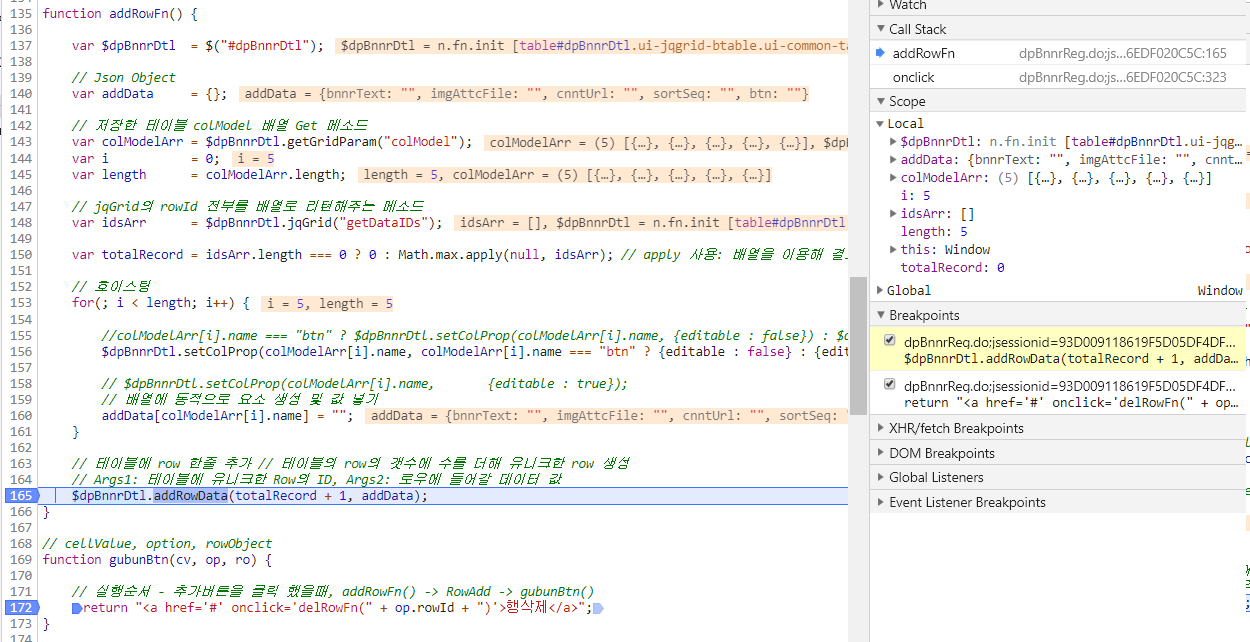 135 function addRowFn() {
136
137 var $dpBnnrDtl = $("#dpBnnrDtl"); $dpBnnrDtl = n.fn.init [table#dpBnnrDtl.ui-jqgrid-btable.ui-common-ta
138
139 // Json Object
140 var addData = {}; addData = {bnnrText: "", imgAttcFile: "", cnntUrl: "", sortSeq: "", btn: ""}
141
142 // 저장한 테이블 colModel 배열 Get 메소드
143 var colModelArr = $dpBnnrDtl.getGridParam("colModel"); colModelArr = (5) [{…}, {…}, {…}, {…}, {…}], $dpB
144 var i = 0; i = 5
145 var length = colModelArr.length; length = 5, colModelArr = (5) [{…}, {…}, {…}, {…}, {…}]
146
147 // jqGrid의 rowId 전부를 배열로 리턴해주는 메소드
148 var idsArr = $dpBnnrDtl.jqGrid("getDataIDs"); idsArr = [], $dpBnnrDtl = n.fn.init [table#dpBnnrDtl
149
150 var totalRecord = idsArr.length === 0 ? 0 : Math.max.apply(null, idsArr); // apply 사용: 배열을 이용해 결
151
152 // 호이스팅
153 for(; i < length; i++) { i = 5, length = 5
154
155 //colModelArr[i].name === "btn" ? $dpBnnrDtl.setColProp(colModelArr[i].name, {editable : false}) : $d
156 $dpBnnrDtl.setColProp(colModelArr[i].name, colModelArr[i].name === "btn" ? {editable : false} : {edit
157
158 // $dpBnnrDtl.setColProp(colModelArr[i].name, {editable : true});
159 // 배열에 동적으로 요소 생성 및 값 넣기
160 addData[colModelArr[i].name] = ""; addData = {bnnrText: "", imgAttcFile: "", cnntUrl: "", sortSeq: "
161 }
162
163 // 테이블에 row 한줄 추가 // 테이블의 row의 갯수에 수를 더해 유니크한 row 생성
164 // Args1: 테이블에 유니크한 Row의 ID, Args2: 로우에 들어갈 데이터 값
165 $dpBnnrDtl.addRowData(totalRecord + 1, addData);
166 }
167
168 // cellValue, option, rowObject
169 function gubunBtn(cv, op, ro) {
170
171 // 실행순서 - 추가버튼을 클릭 했을때, addRowFn() -> RowAdd -> gubunBtn()
172 return "<a href='#' onclick='delRowFn(" + op.rowId + ")'>행삭제</a>";
173 }
174
Watch
Call Stack
addRowFn dpBnnrReg.do;js…6EDF020C5C:165
onclick dpBnnrReg.do;js…6EDF020C5C:323
Scope
Local
$dpBnnrDtl: n.fn.init [table#dpBnnrDtl.ui-jqg…
addData: {bnnrText: "", imgAttcFile: "", cnnt…
colModelArr: (5) [{…}, {…}, {…}, {…}, {…}]
i: 5
idsArr: []
length: 5
this: Window
totalRecord: 0
Global Window
Breakpoints
dpBnnrReq.do;jsessionid=93D009118619F5D05DF4DF…
$dpBnnrDtl.addRowData(totalRecord + 1, addDa…
dpBnnrReq.do;jsessionid=93D009118619F5D05DF4DF…
return "<a href='#' onclick='delRowFn(" + op…
XHR/fetch Breakpoints
DOM Breakpoints
Global Listeners
Event Listener Breakpoints